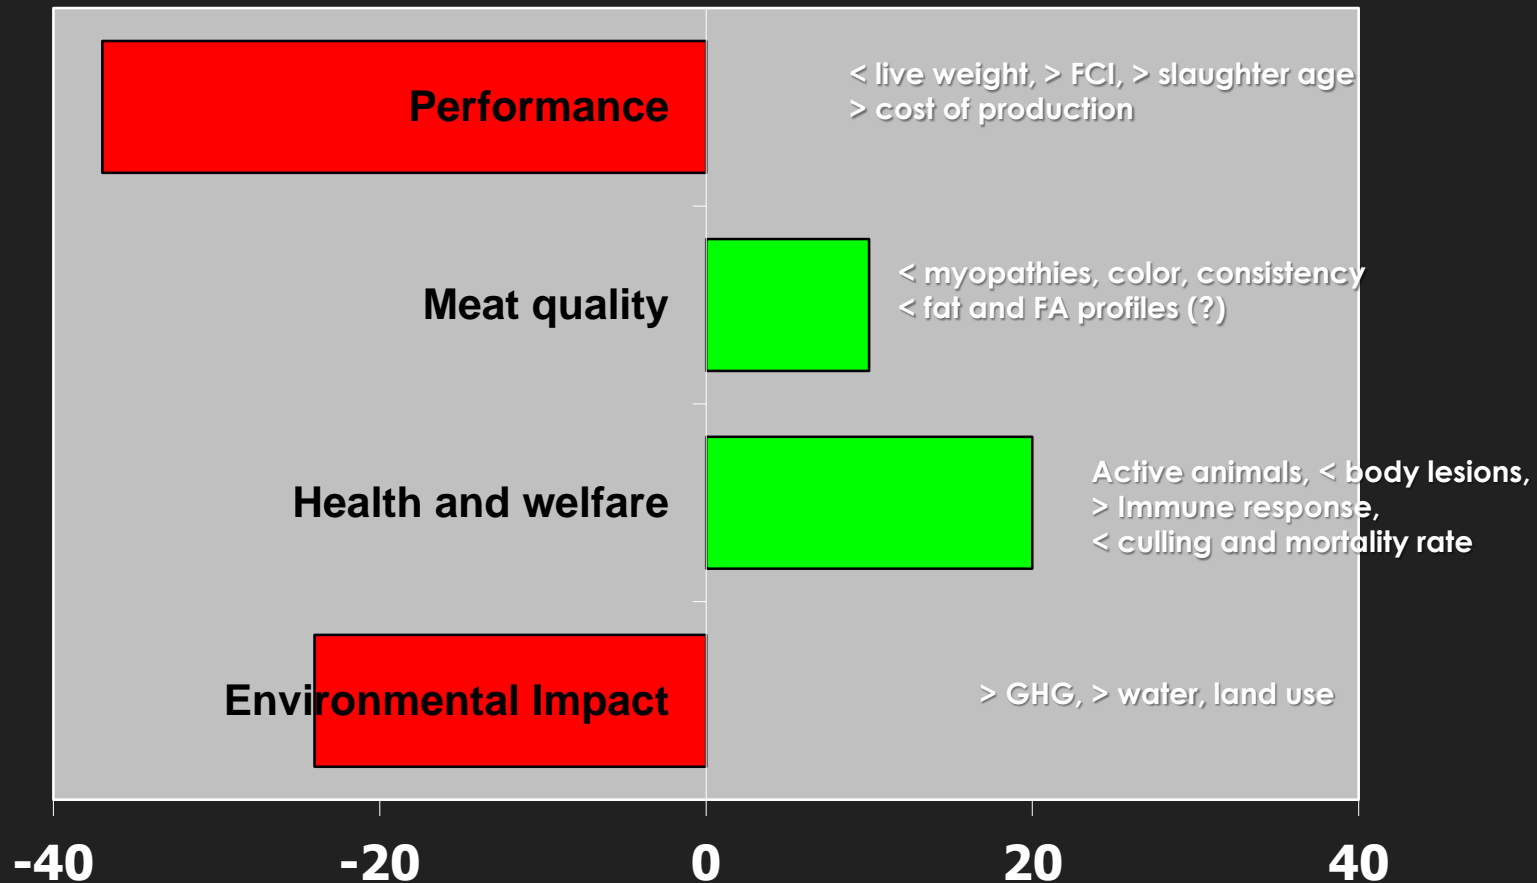 Performance
< live weight, > FCI, > slaughter age
> cost of production
Meat quality
< myopathies, color, consistency
< fat and FA profiles (?)
Health and welfare
Active animals, < body lesions,
> Immune response,
< culling and mortality rate
Environmental Impact
> GHG, > water, land use
-40
-20
0
20
40